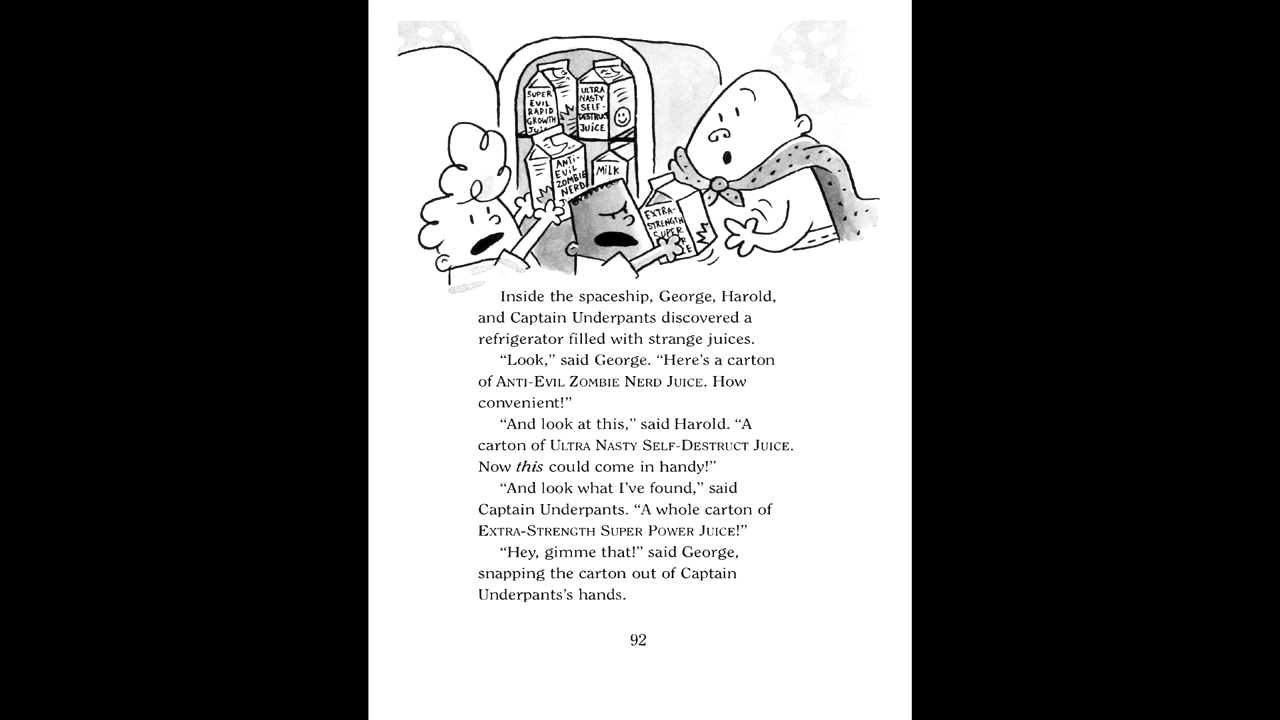 SUPER
EVIL
RAPID
GROWTH
ULTRA
NASTY
SELF-
DESTRUCT
JUICE
ANTI-
EVIL
ZOMBIE
NERD
MILK
EXTRA-
STRENGTH
SUPER
Inside the spaceship, George, Harold,
and Captain Underpants discovered a
refrigerator filled with strange juices.
“Look,” said George. “Here’s a carton
of ANTI-EVIL ZOMBIE NERD JUICE. How
convenient!”
“And look at this,” said Harold. “A
carton of ULTRA NASTY SELF-DESTRUCT JUICE.
Now this could come in handy!”
“And look what I’ve found,” said
Captain Underpants. “A whole carton of
EXTRA-STRENGTH SUPER POWER JUICE!”
“Hey, gimme that!” said George,
snapping the carton out of Captain
Underpants’s hands.
92